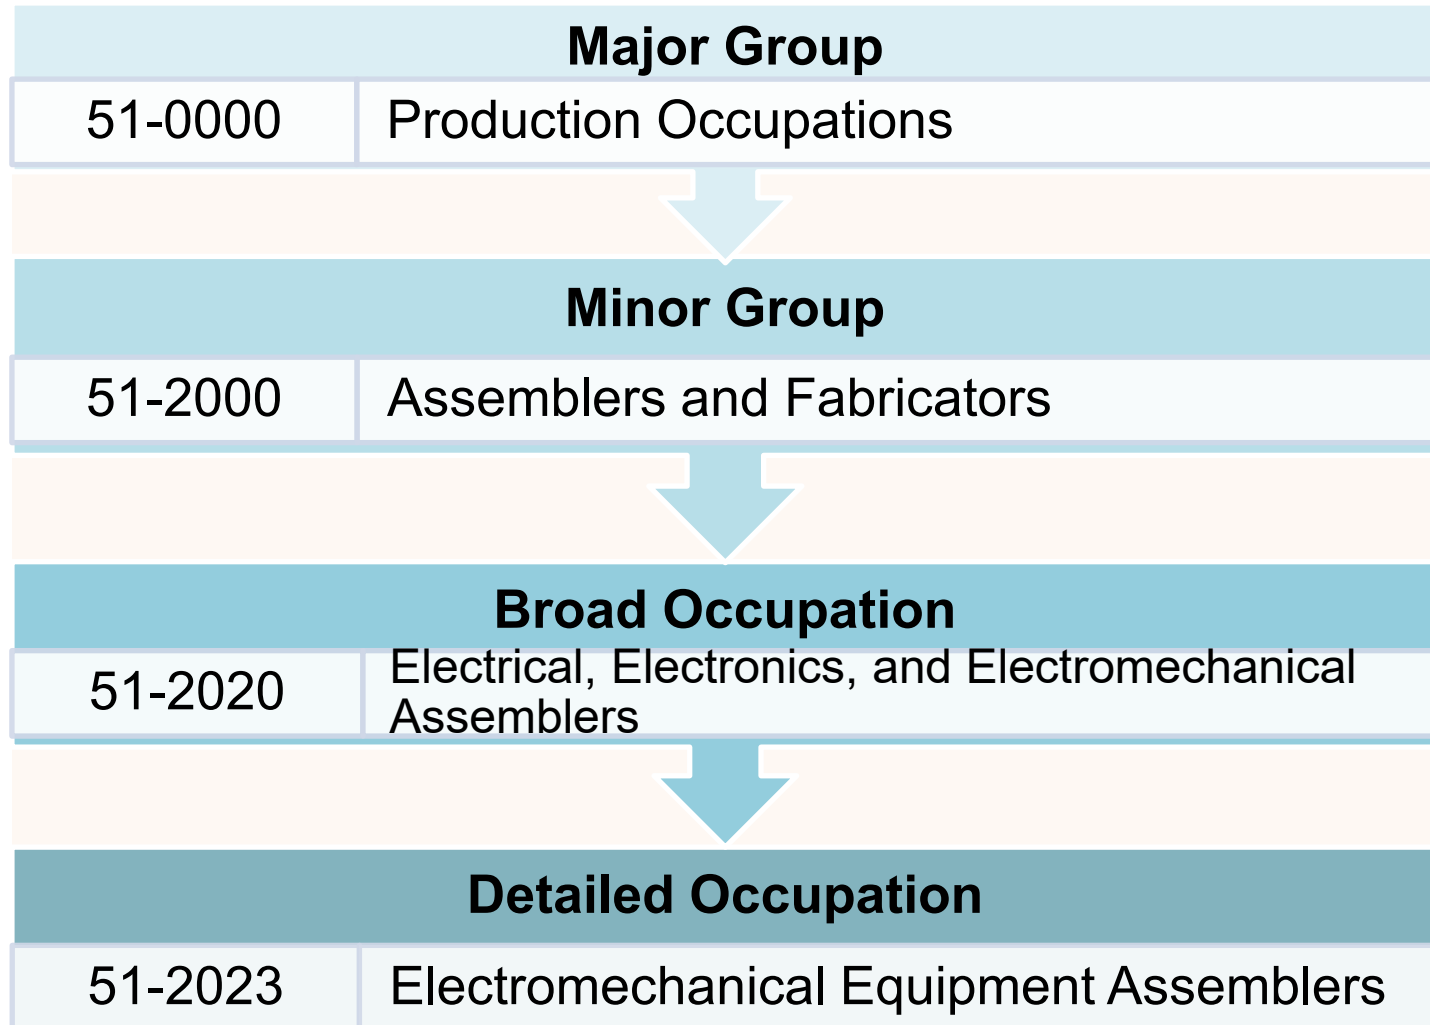 Major Group
51-0000 Production Occupations
Minor Group
51-2000 Assemblers and Fabricators
Broad Occupation
51-2020 Electrical, Electronics, and Electromechanical
Assemblers
Detailed Occupation
51-2023 Electromechanical Equipment Assemblers